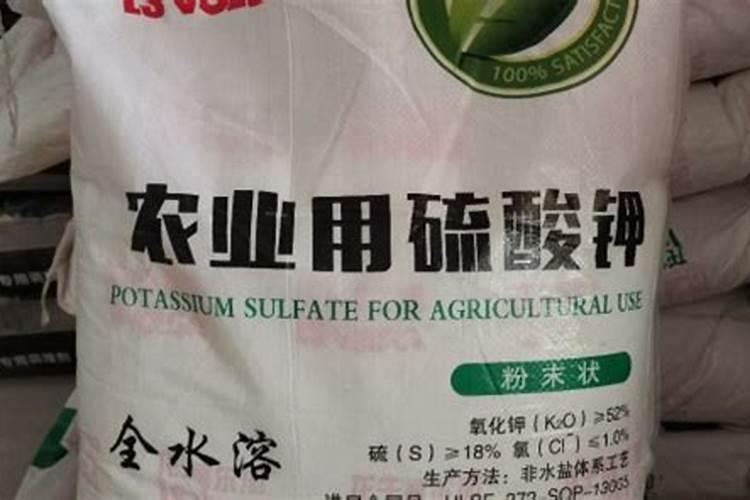 100% SATISFACT
农业用硫酸钾
POTASSIUM SULFATE FOR AGRICULTURAL USE
粉末状
氧化钾(K₂O)≥52%
全水溶
硫(S)≥18% 氯(Cl⁻)≤1.0%
生产方法:非水盐体系工艺